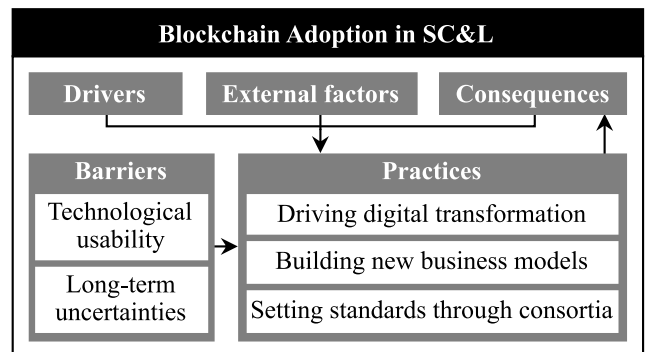 Blockchain Adoption in SC&L
Drivers
External factors
Consequences
Barriers
Technological
usability
Long-term
uncertainties
Practices
Driving digital transformation
Building new business models
Setting standards through consortia